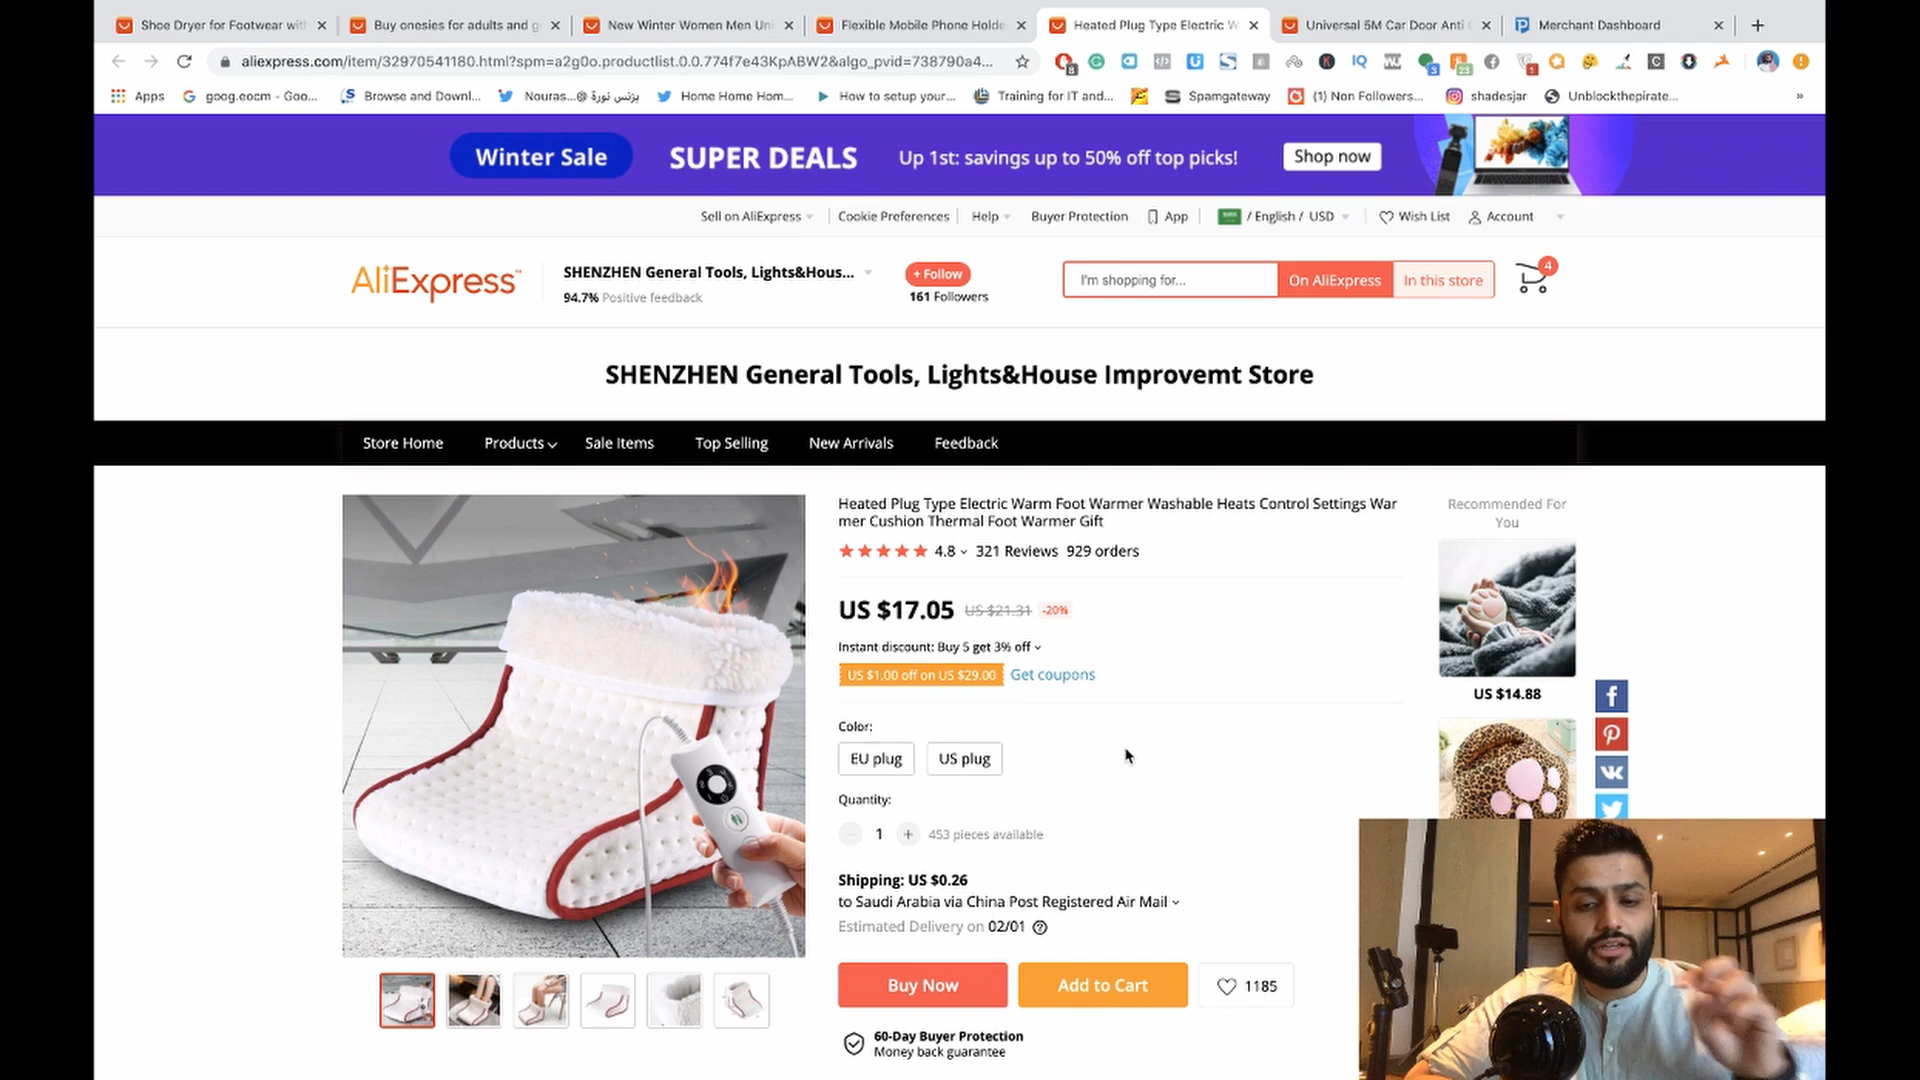 Shoe Dryer for Footwear with
Buy onesies for adults and g
New Winter Women Men Uni
Flexible Mobile Phone Holde
Heated Plug Type Electric W
Universal 5M Car Door Anti
Merchant Dashboard
aliexpress.com/item/32970541180.html?spm=a2g0o.productlist.0.0.774f7e43KpABW2&algo_pvid=738790a4...
Apps
goog.eocm - Goo...
Browse and Downl...
Nouras...@ بزنس نورة
Home Home Hom...
How to setup your...
Training for IT and...
Spamgateway
(1) Non Followers...
shadesjar
Unblockthepirate...
»
Winter Sale
SUPER DEALS
Up 1st: savings up to 50% off top picks!
Shop now
Sell on AliExpress
Cookie Preferences
Help
Buyer Protection
App
/ English / USD
Wish List
Account
AliExpress™
SHENZHEN General Tools, Lights&Hous...
94.7% Positive feedback
+ Follow
161 Followers
I'm shopping for...
On AliExpress
In this store
4
SHENZHEN General Tools, Lights&House Improvemt Store
Store Home
Products
Sale Items
Top Selling
New Arrivals
Feedback
Heated Plug Type Electric Warm Foot Warmer Washable Heats Control Settings War
mer Cushion Thermal Foot Warmer Gift
4.8
321 Reviews
929 orders
US $17.05
US $21.31
-20%
Instant discount: Buy 5 get 3% off
US $1.00 off on US $29.00
Get coupons
Color:
EU plug
US plug
Quantity:
1
453 pieces available
Shipping: US $0.26
to Saudi Arabia via China Post Registered Air Mail
Estimated Delivery on 02/01
Buy Now
Add to Cart
1185
60-Day Buyer Protection
Money back guarantee
Recommended For
You
US $14.88